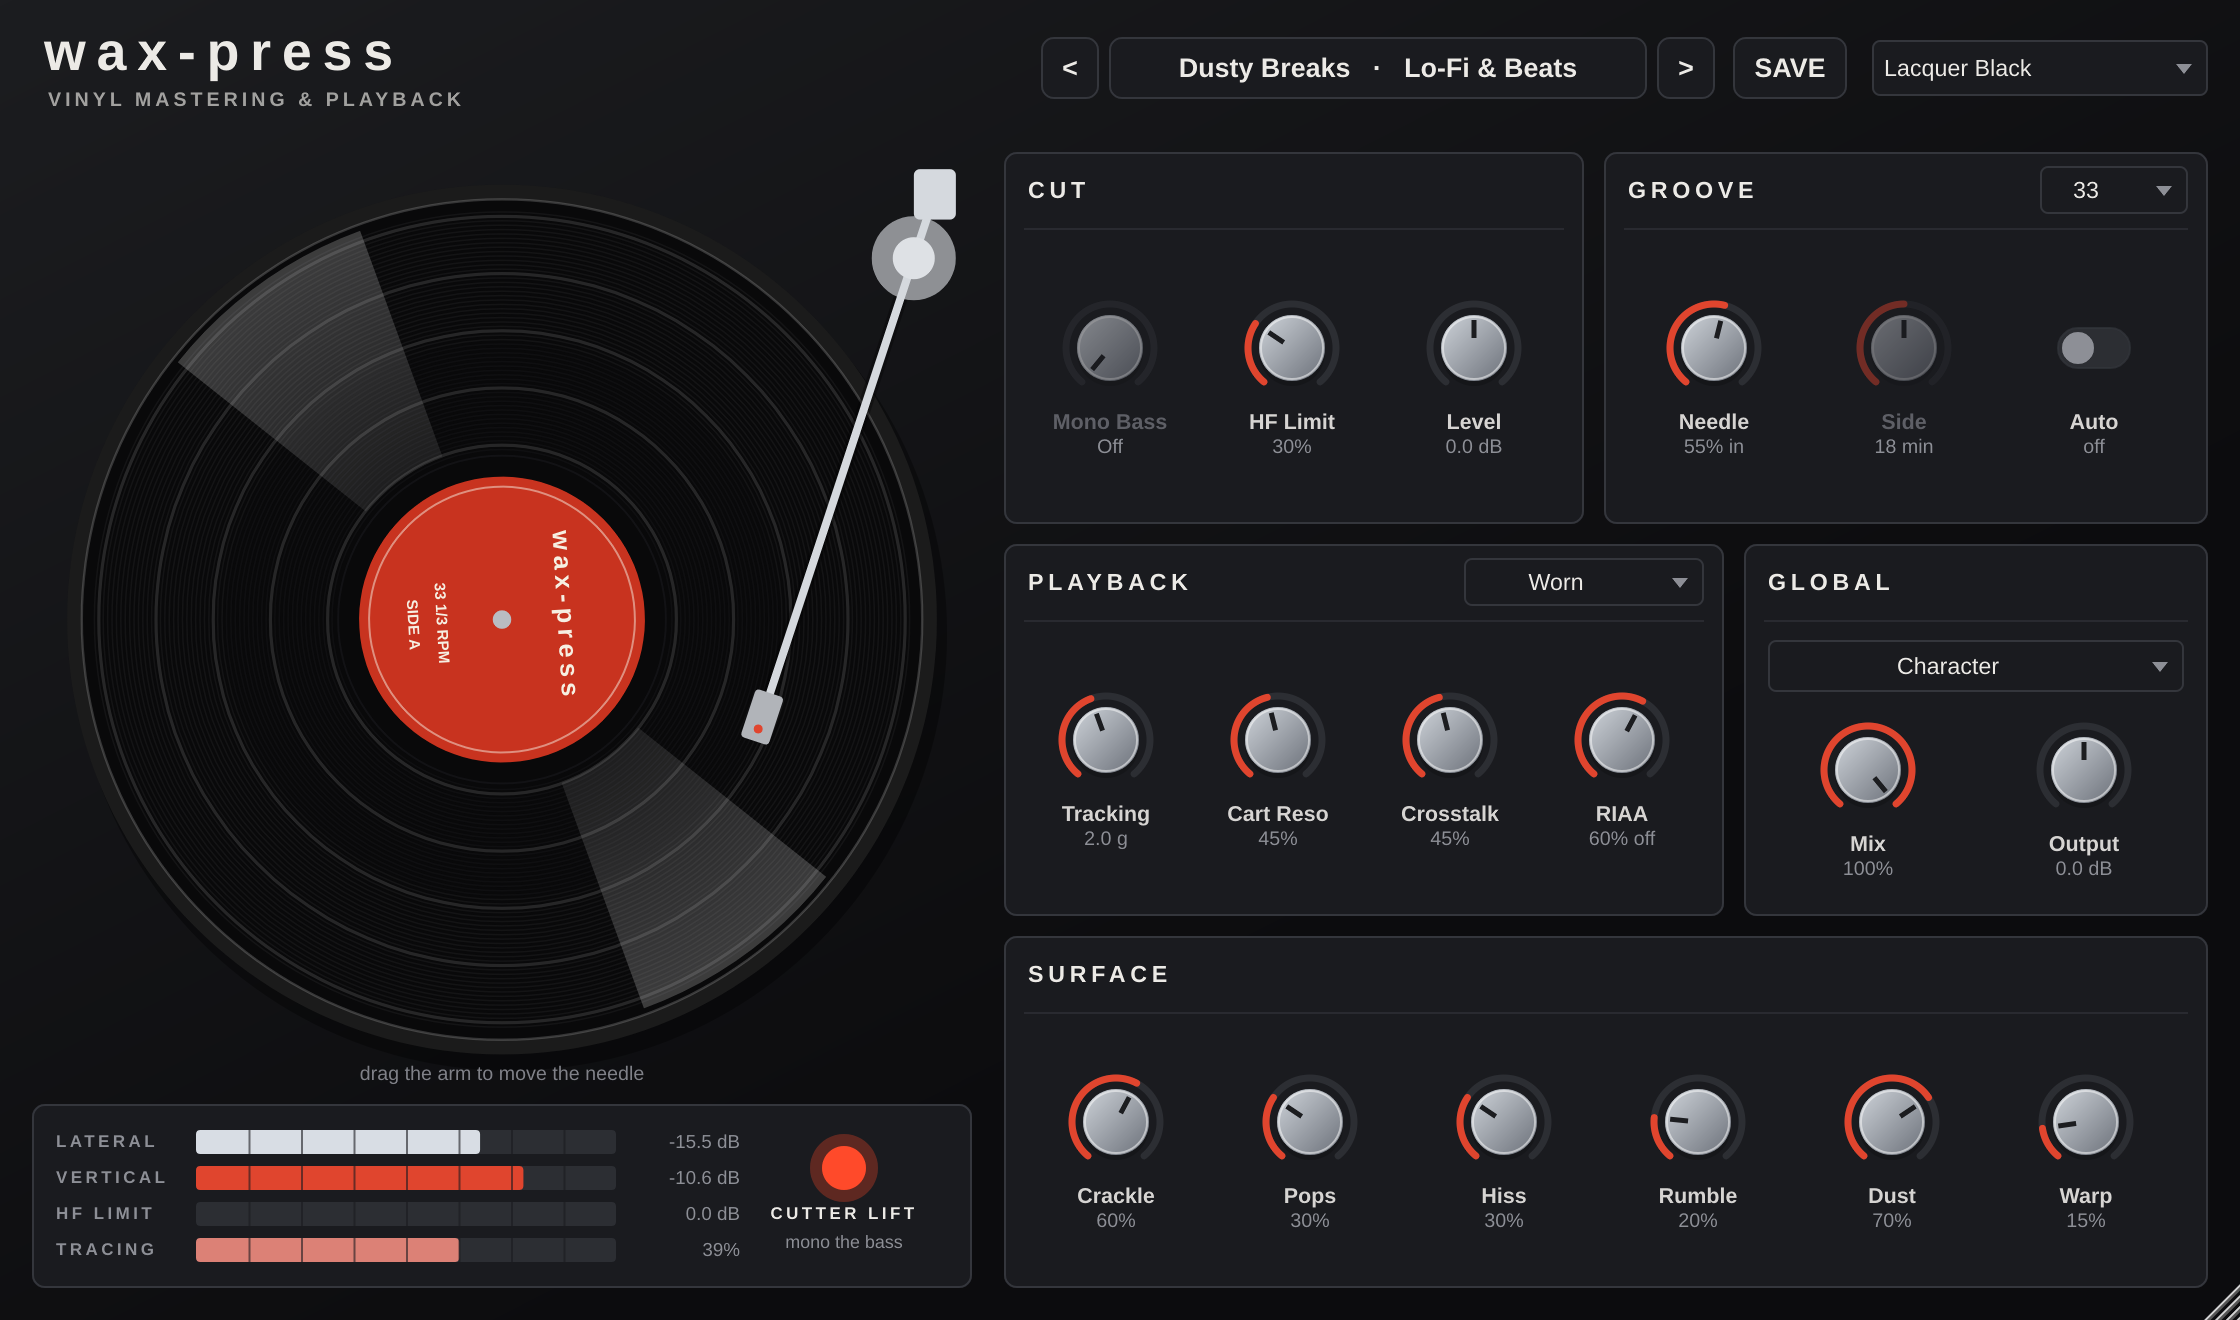 wax-press
VINYL MASTERING & PLAYBACK
< Dusty Breaks · Lo-Fi & Beats > SAVE Lacquer Black
CUT
Mono Bass HF Limit Level
Off 30% 0.0 dB
GROOVE 33
Needle Side Auto
55% in 18 min off
wax-press
33 1/3 RPM
SIDE A
drag the arm to move the needle
PLAYBACK Worn
Tracking Cart Reso Crosstalk RIAA
2.0 g 45% 45% 60% off
GLOBAL
Character
Mix Output
100% 0.0 dB
LATERAL -15.5 dB
VERTICAL -10.6 dB
HF LIMIT 0.0 dB
TRACING 39%
CUTTER LIFT
mono the bass
SURFACE
Crackle Pops Hiss Rumble Dust Warp
60% 30% 30% 20% 70% 15%